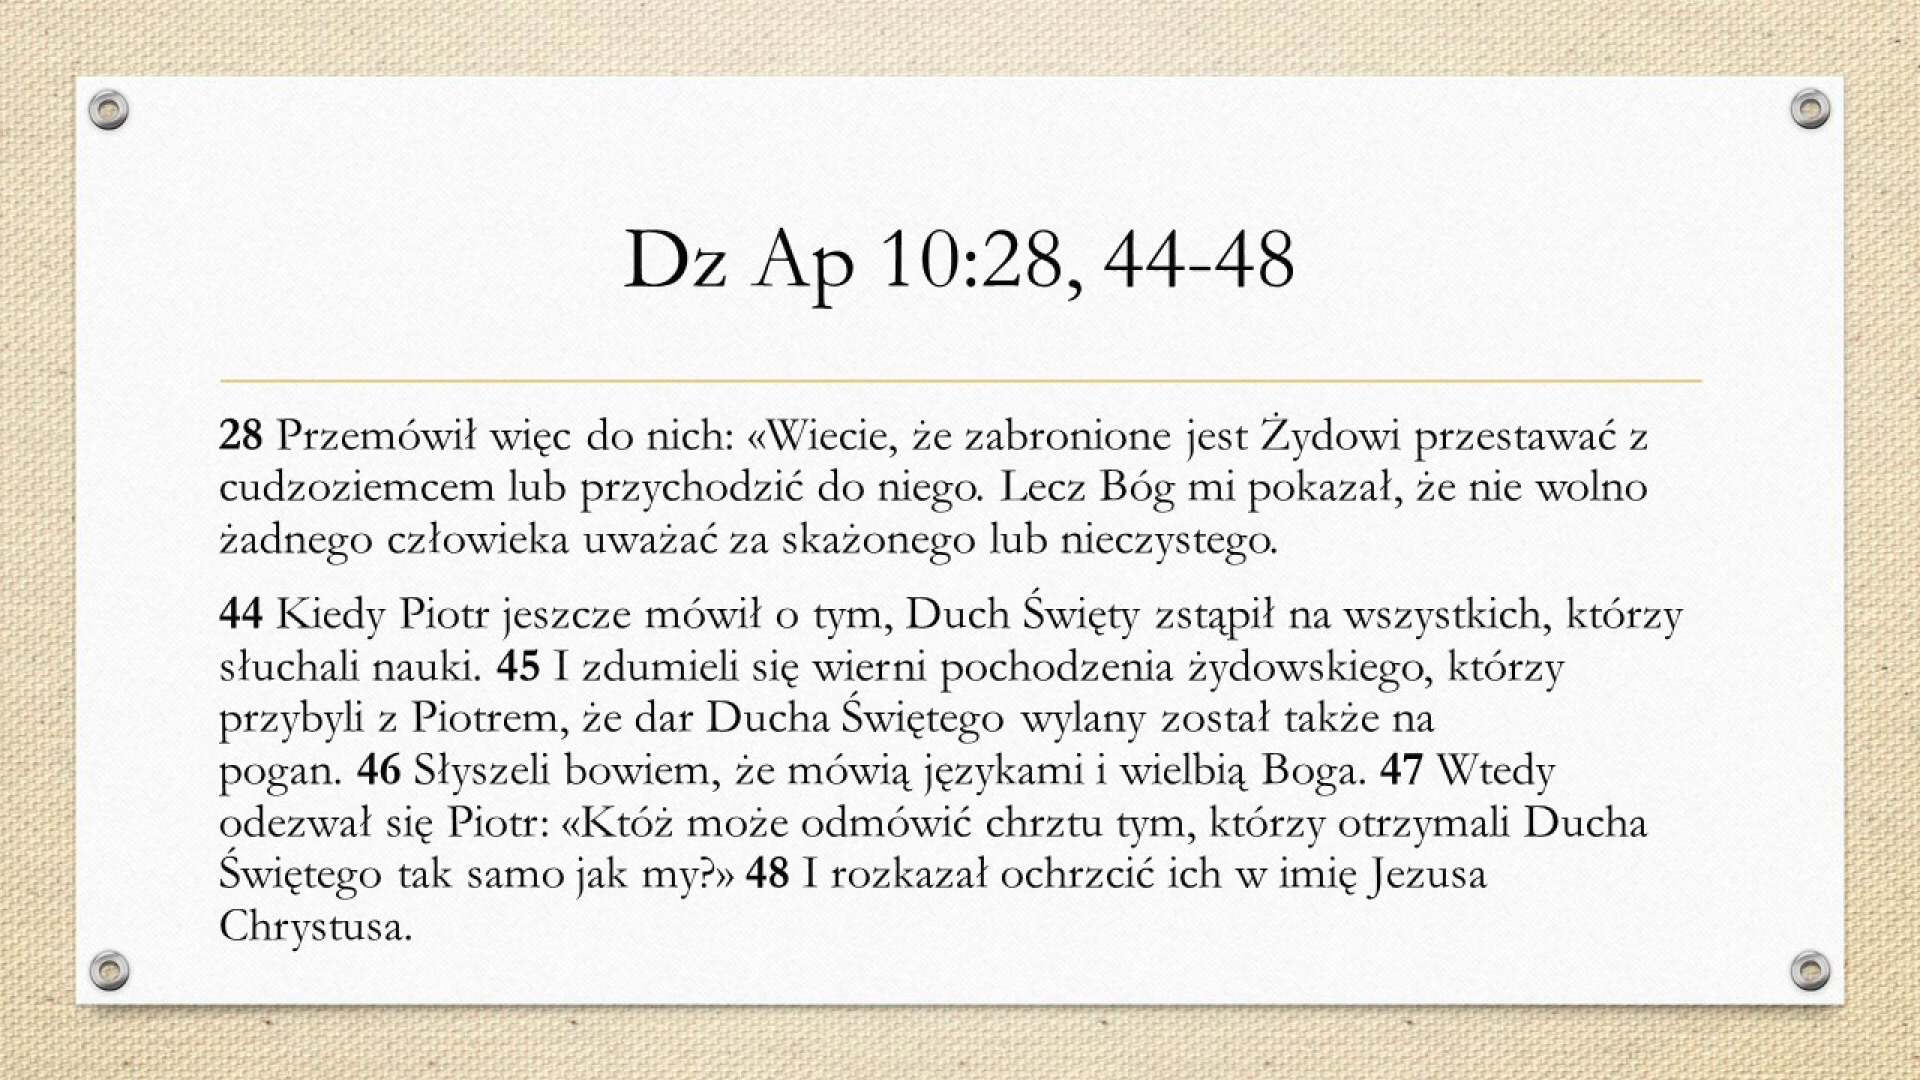 Dz Ap 10:28, 44-48
28 Przemówił więc do nich: «Wiecie, że zabronione jest Żydowi przestawać z
cudzoziemcem lub przychodzić do niego. Lecz Bóg mi pokazał, że nie wolno
żadnego człowieka uważać za skażonego lub nieczystego.
44 Kiedy Piotr jeszcze mówił o tym, Duch Święty zstąpił na wszystkich, którzy
słuchali nauki. 45 I zdumieli się wierni pochodzenia żydowskiego, którzy
przybyli z Piotrem, że dar Ducha Świętego wylany został także na
pogan. 46 Słyszeli bowiem, że mówią językami i wielbią Boga. 47 Wtedy
odezwał się Piotr: «Któż może odmówić chrztu tym, którzy otrzymali Ducha
Świętego tak samo jak my?» 48 I rozkazał ochrzcić ich w imię Jezusa
Chrystusa.